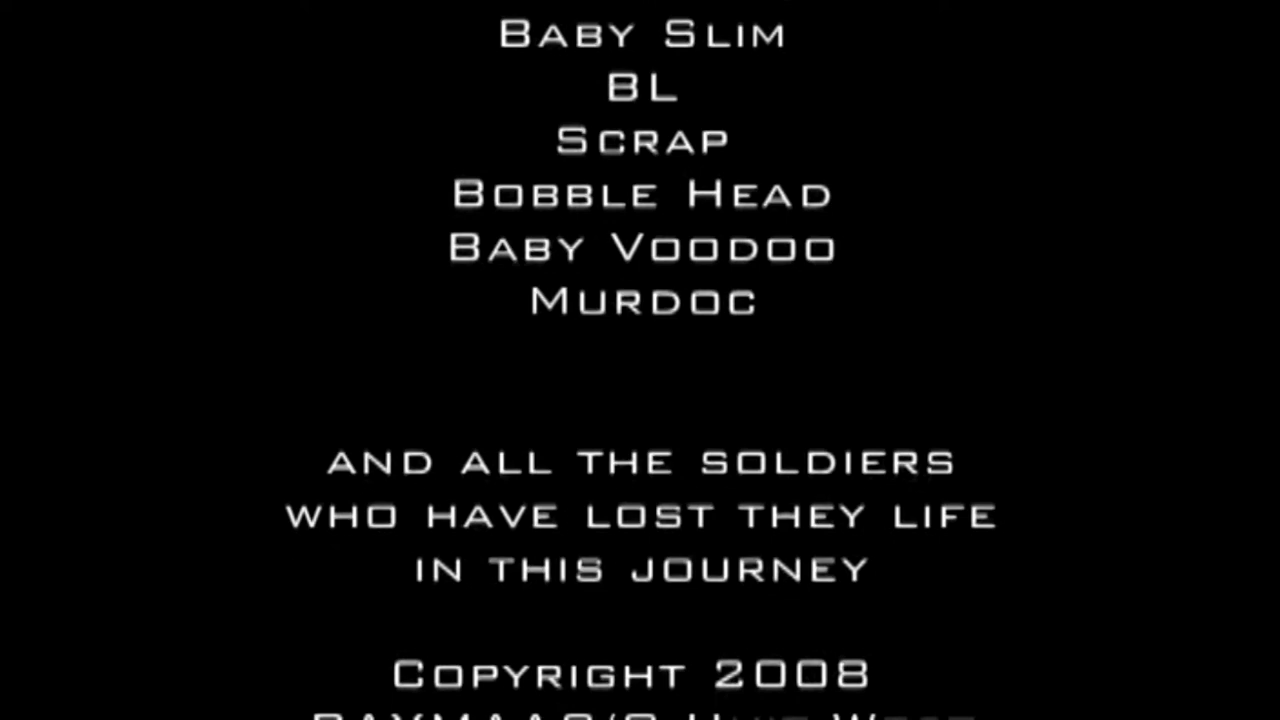 Baby Slim
BL
Scrap
Bobble Head
Baby Voodoo
Murdoc
and all the soldiers
who have lost they life
in this journey
Copyright 2008